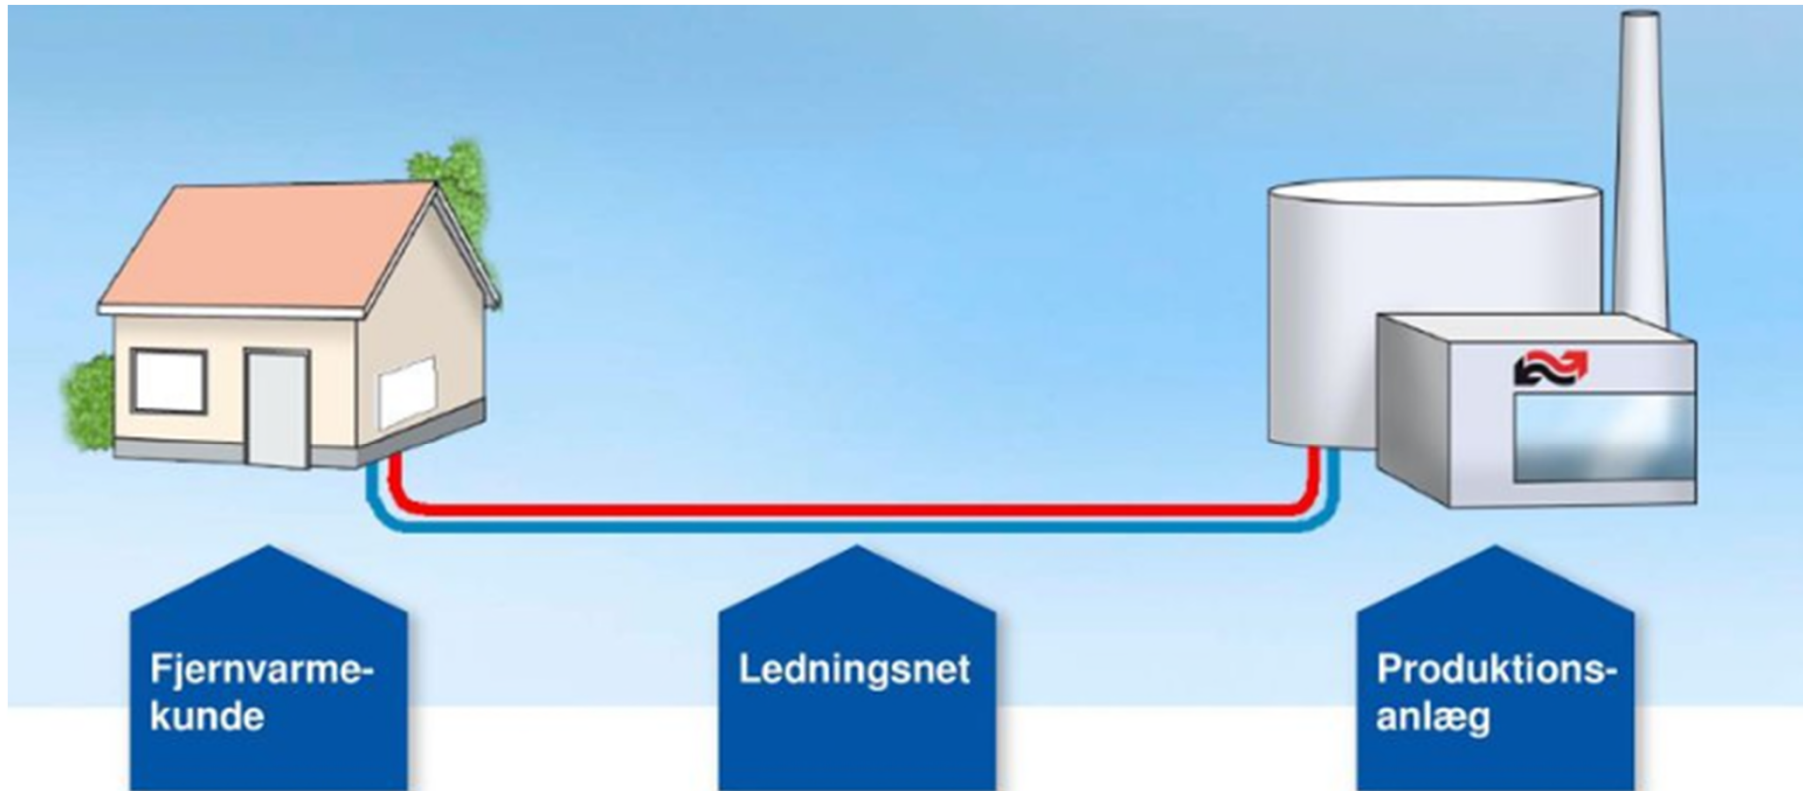 Fjernvarme-
kunde
Ledningsnet
Produktions-
anlæg